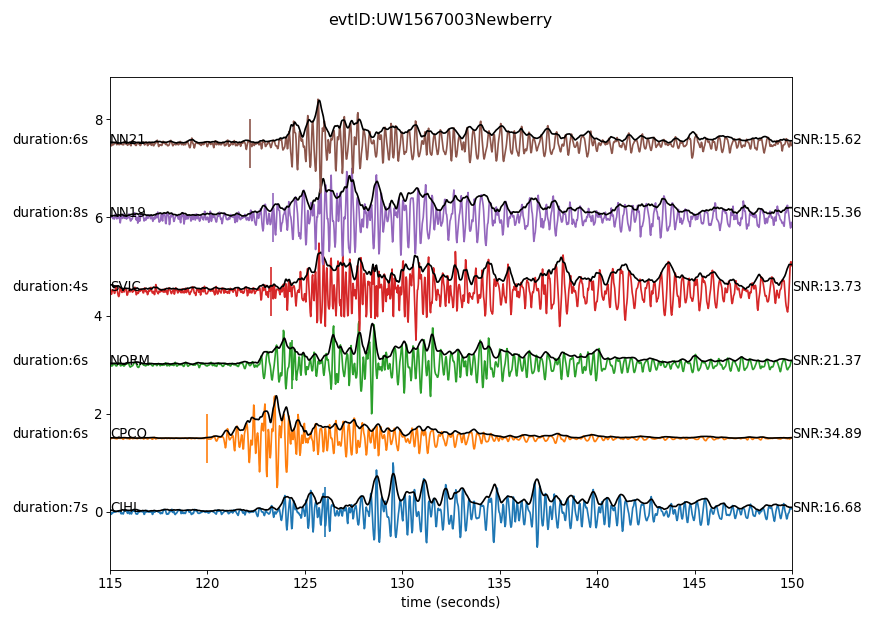 evtID:UW1567003Newberry
8
duration:6s NN21 SNR:15.62
duration:8s NN19 SNR:15.36
6
duration:4s SVIC SNR:13.73
4
duration:6s NORM SNR:21.37
2
duration:6s CPCO SNR:34.89
duration:7s CIHL SNR:16.68
0
115 120 125 130 135 140 145 150
time (seconds)